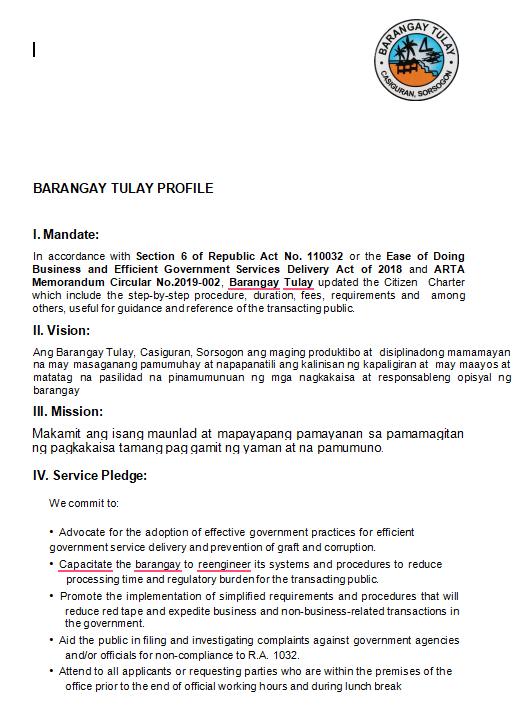 BARANGAY TULAY
CASIGURAN, SORSOGON
BARANGAY TULAY PROFILE
I. Mandate:
In accordance with Section 6 of Republic Act No. 110032 or the Ease of Doing
Business and Efficient Government Services Delivery Act of 2018 and ARTA
Memorandum Circular No.2019-002, Barangay Tulay updated the Citizen Charter
which include the step-by-step procedure, duration, fees, requirements and among
others, useful for guidance and reference of the transacting public.
II. Vision:
Ang Barangay Tulay, Casiguran, Sorsogon ang maging produktibo at disiplinadong mamamayan
na may masaganang pamumuhay at napapanatili ang kalinisan ng kapaligiran at may maayos at
matatag na pasilidad na pinamumunuan ng mga nagkakaisa at responsableng opisyal ng
barangay
III. Mission:
Makamit ang isang maunlad at mapayapang pamayanan sa pamamagitan
ng pagkakaisa tamang pag gamit ng yaman at na pamumuno.
IV. Service Pledge:
We commit to:
• Advocate for the adoption of effective government practices for efficient
government service delivery and prevention of graft and corruption.
• Capacitate the barangay to reengineer its systems and procedures to reduce
processing time and regulatory burden for the transacting public.
• Promote the implementation of simplified requirements and procedures that will
reduce red tape and expedite business and non-business-related transactions in
the government.
• Aid the public in filing and investigating complaints against government agencies
and/or officials for non-compliance to R.A. 1032.
• Attend to all applicants or requesting parties who are within the premises of the
office prior to the end of official working hours and during lunch break